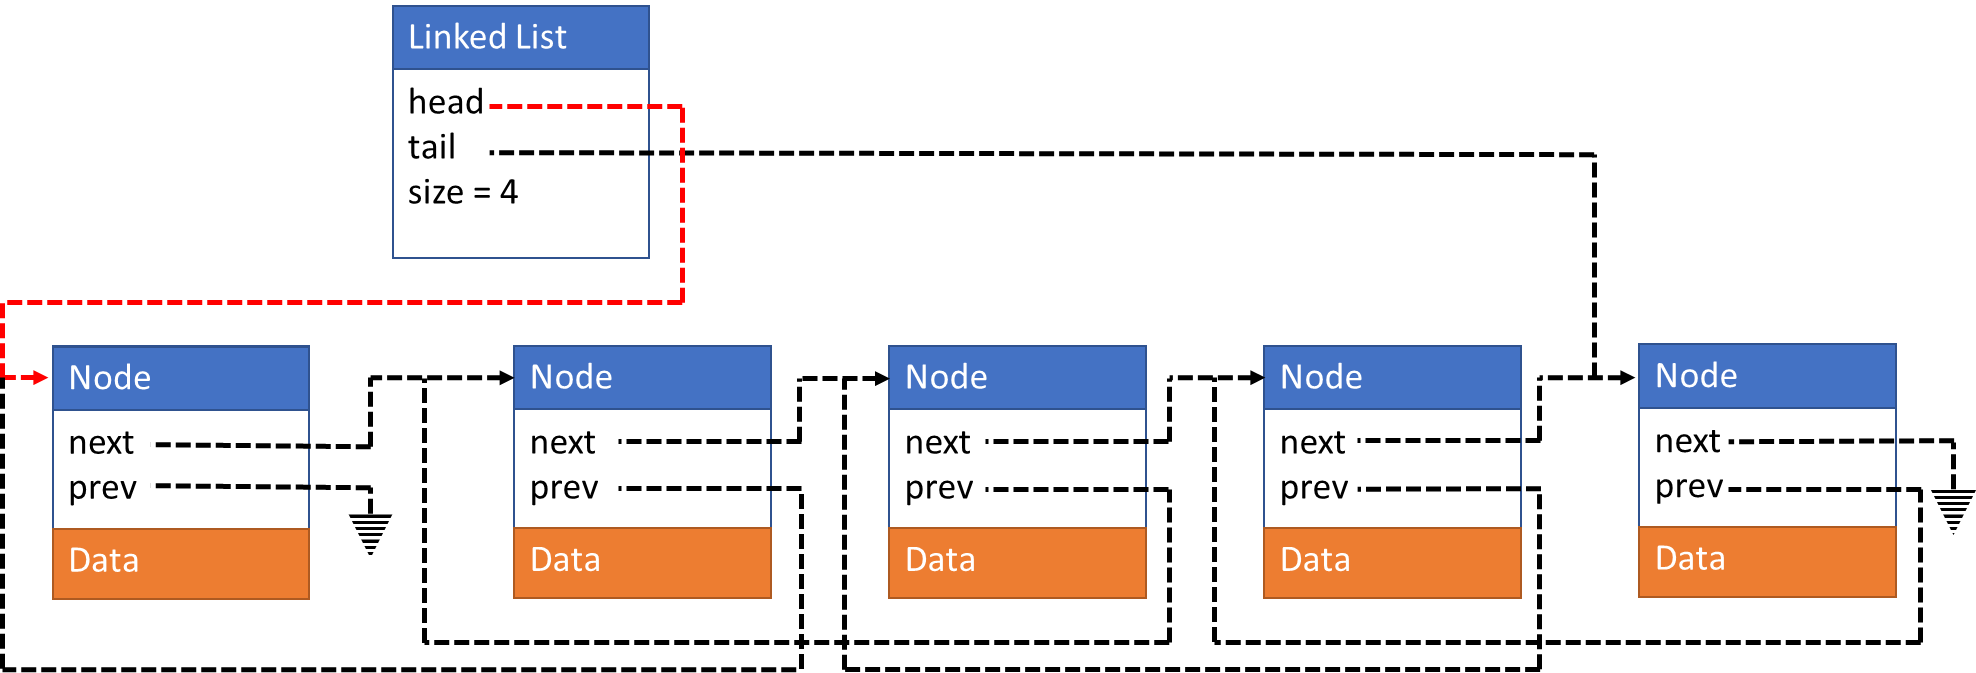 Linked List
head
tail
size = 4
Node
next
prev
Data
Node
next
prev
Data
Node
next
prev
Data
Node
next
prev
Data
Node
next
prev
Data